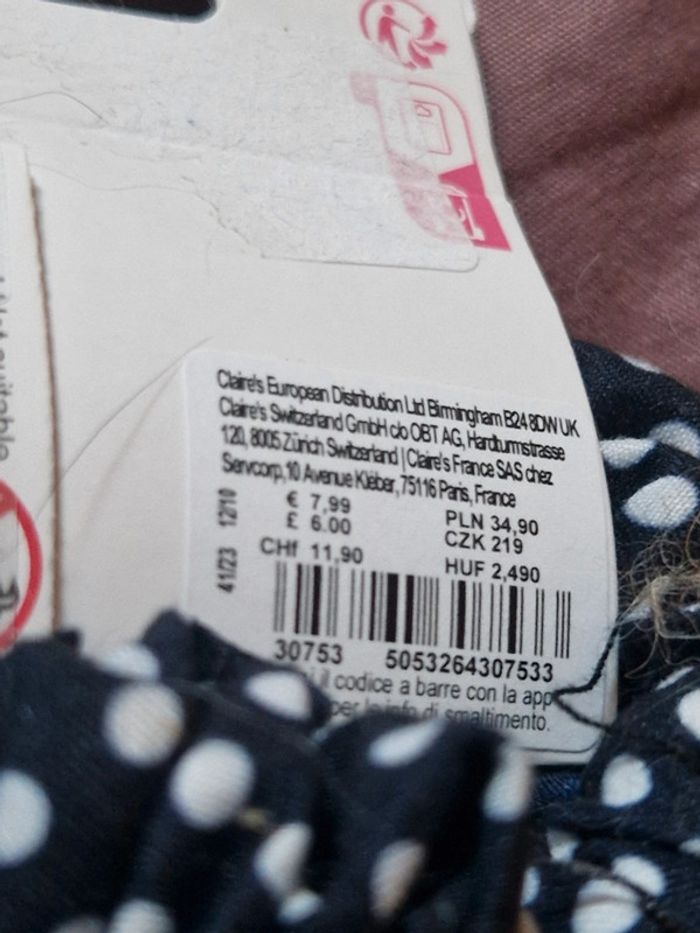 Claire's European Distribution Ltd Birmingham B24 8DW UK
Claire's Switzerland GmbH c/o OBT AG, Hardturmstrasse
120, 8005 Zürich Switzerland | Claire's France SAS chez
Servcorp, 10 Avenue Kléber, 75116 Paris, France
41/23 12/10
€ 7,99
£ 6.00
CHf 11,90
PLN 34,90
CZK 219
HUF 2,490
30753 5053264307533
il codice a barre con la app
per le info di smaltimento.
Not suitable